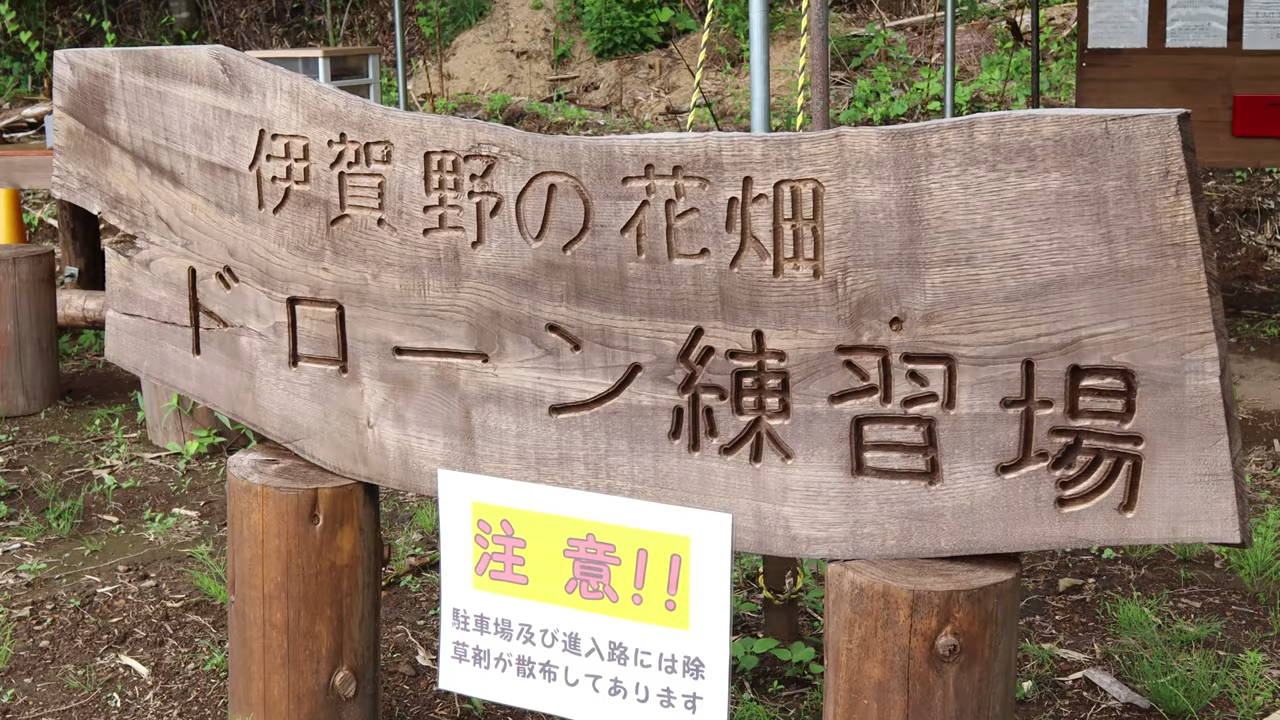 伊賀野の花畑
ドローン練習場
注意!!
駐車場及び進入路には除
草剤が散布してあります